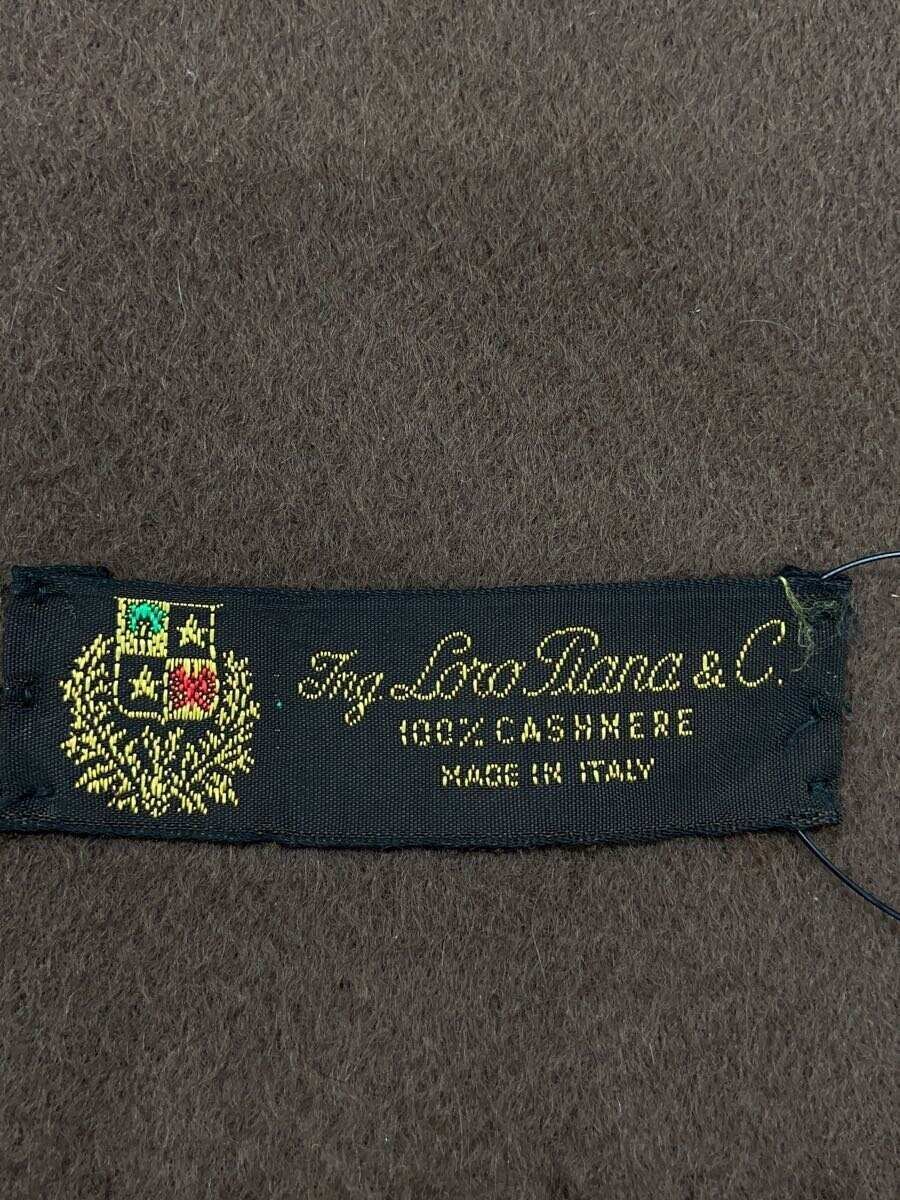 Ing Loro Piana & C.
100% CASHMERE
MADE IN ITALY